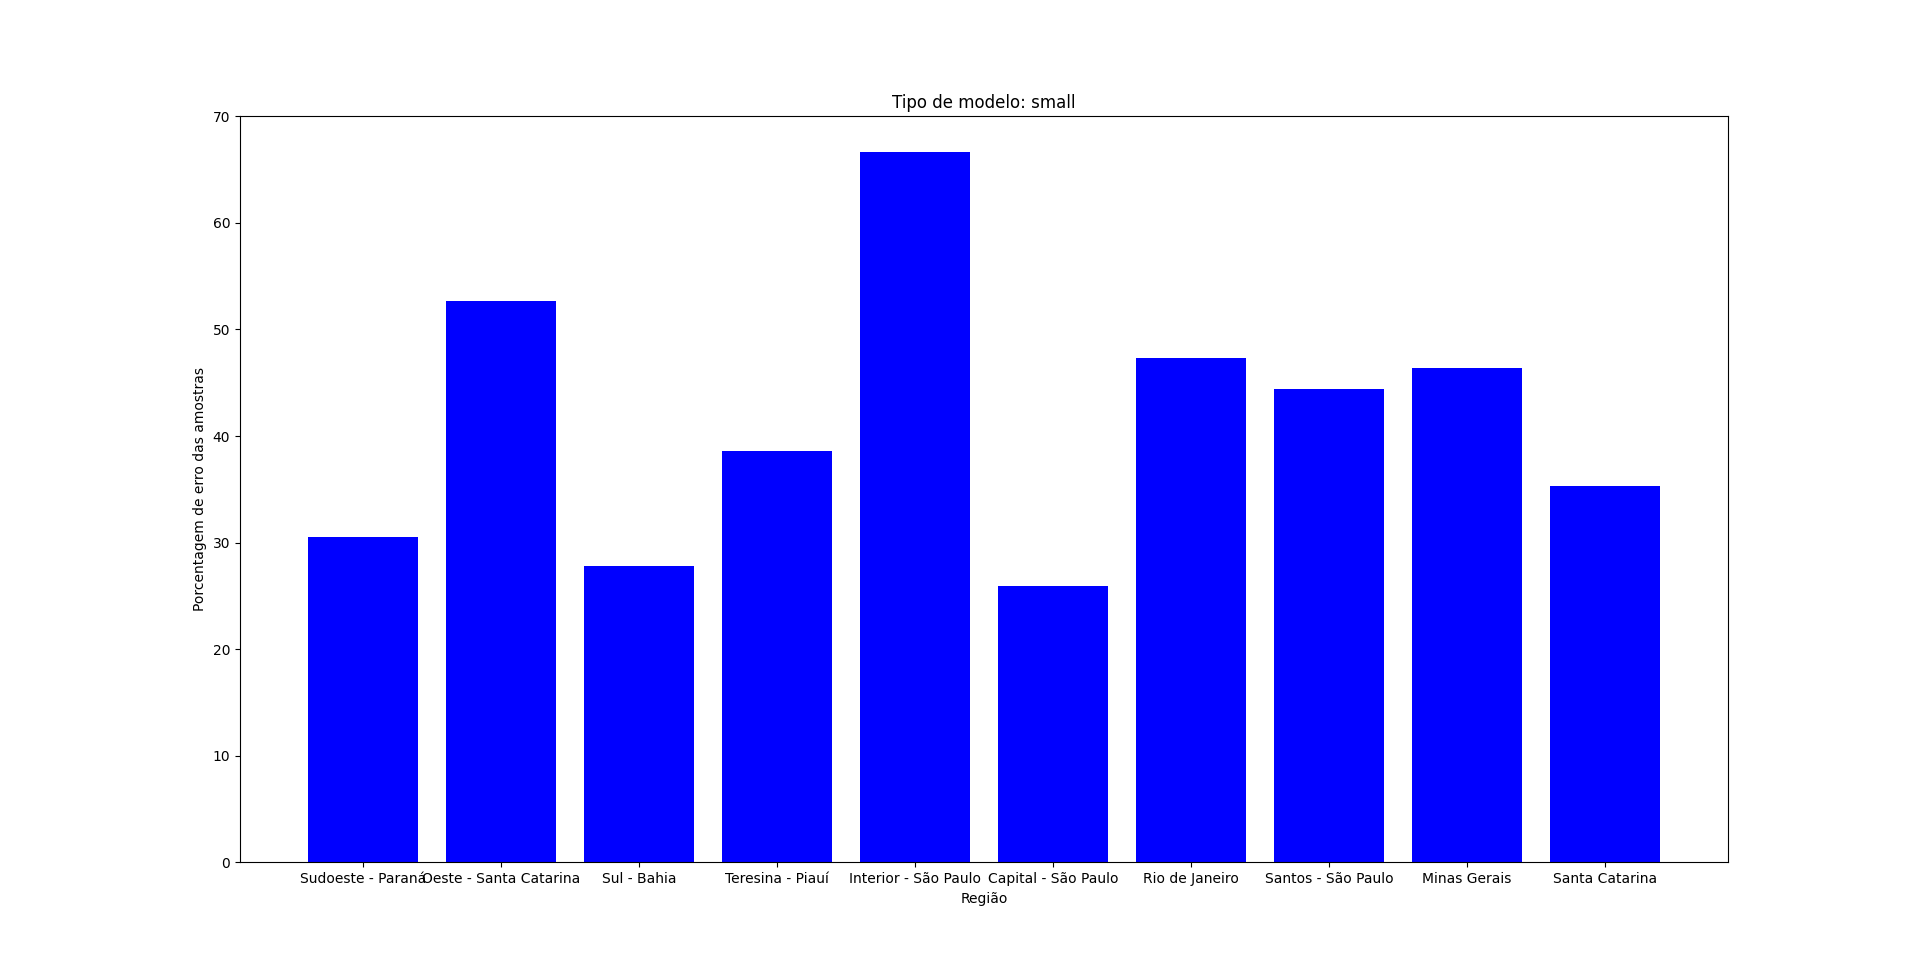 Tipo de modelo: small
70
60
50
40
30
20
10
0
Porcentagem de erro das amostras
Sudoeste - Paraná Oeste - Santa Catarina Sul - Bahia Teresina - Piauí Interior - São Paulo Capital - São Paulo Rio de Janeiro Santos - São Paulo Minas Gerais Santa Catarina
Região